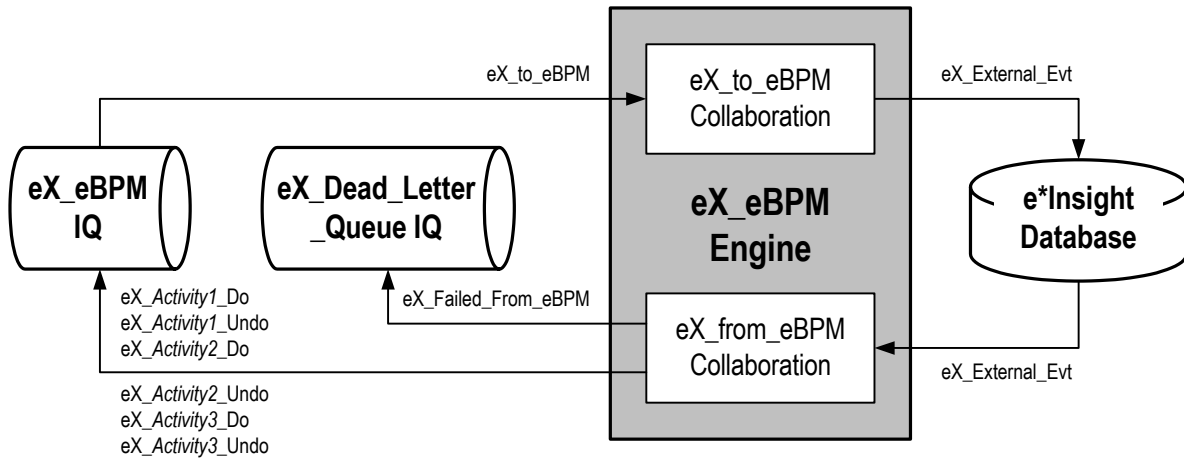 eX_to_eBPM
eX_to_eBPM
Collaboration
eX_External_Evt
eX_eBPM
IQ
eX_Dead_Letter
_Queue IQ
eX_eBPM
Engine
e*Insight
Database
eX_Activity1_Do
eX_Activity1_Undo
eX_Activity2_Do
eX_Failed_From_eBPM
eX_from_eBPM
Collaboration
eX_External_Evt
eX_Activity2_Undo
eX_Activity3_Do
eX_Activity3_Undo